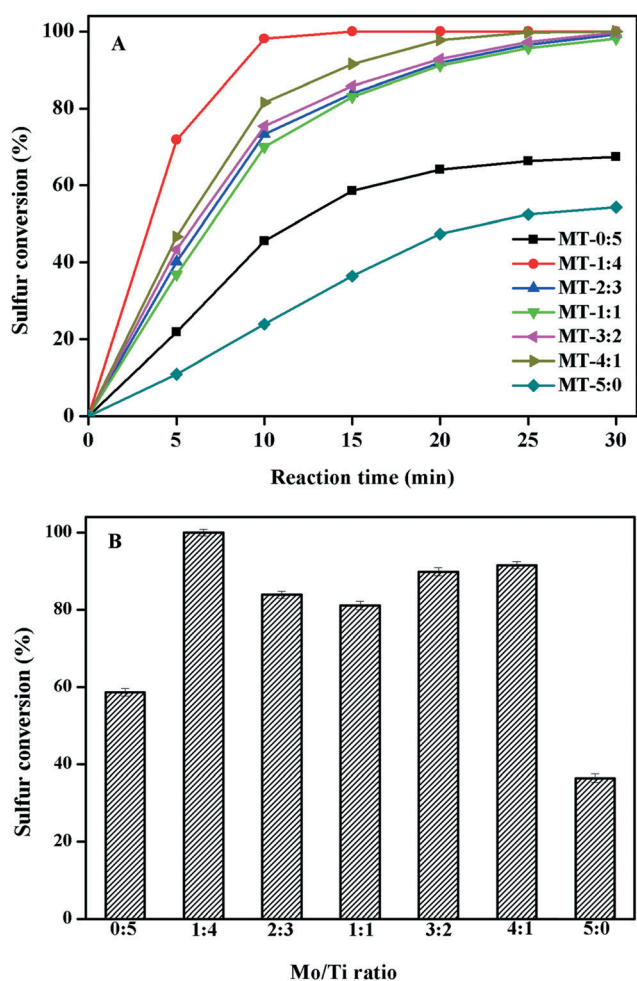 A
Sulfur conversion (%)
100
80
60
40
20
0
MT-0:5
MT-1:4
MT-2:3
MT-1:1
MT-3:2
MT-4:1
MT-5:0
0 5 10 15 20 25 30
Reaction time (min)
B
Sulfur conversion (%)
100
80
60
40
20
0
0:5 1:4 2:3 1:1 3:2 4:1 5:0
Mo/Ti ratio